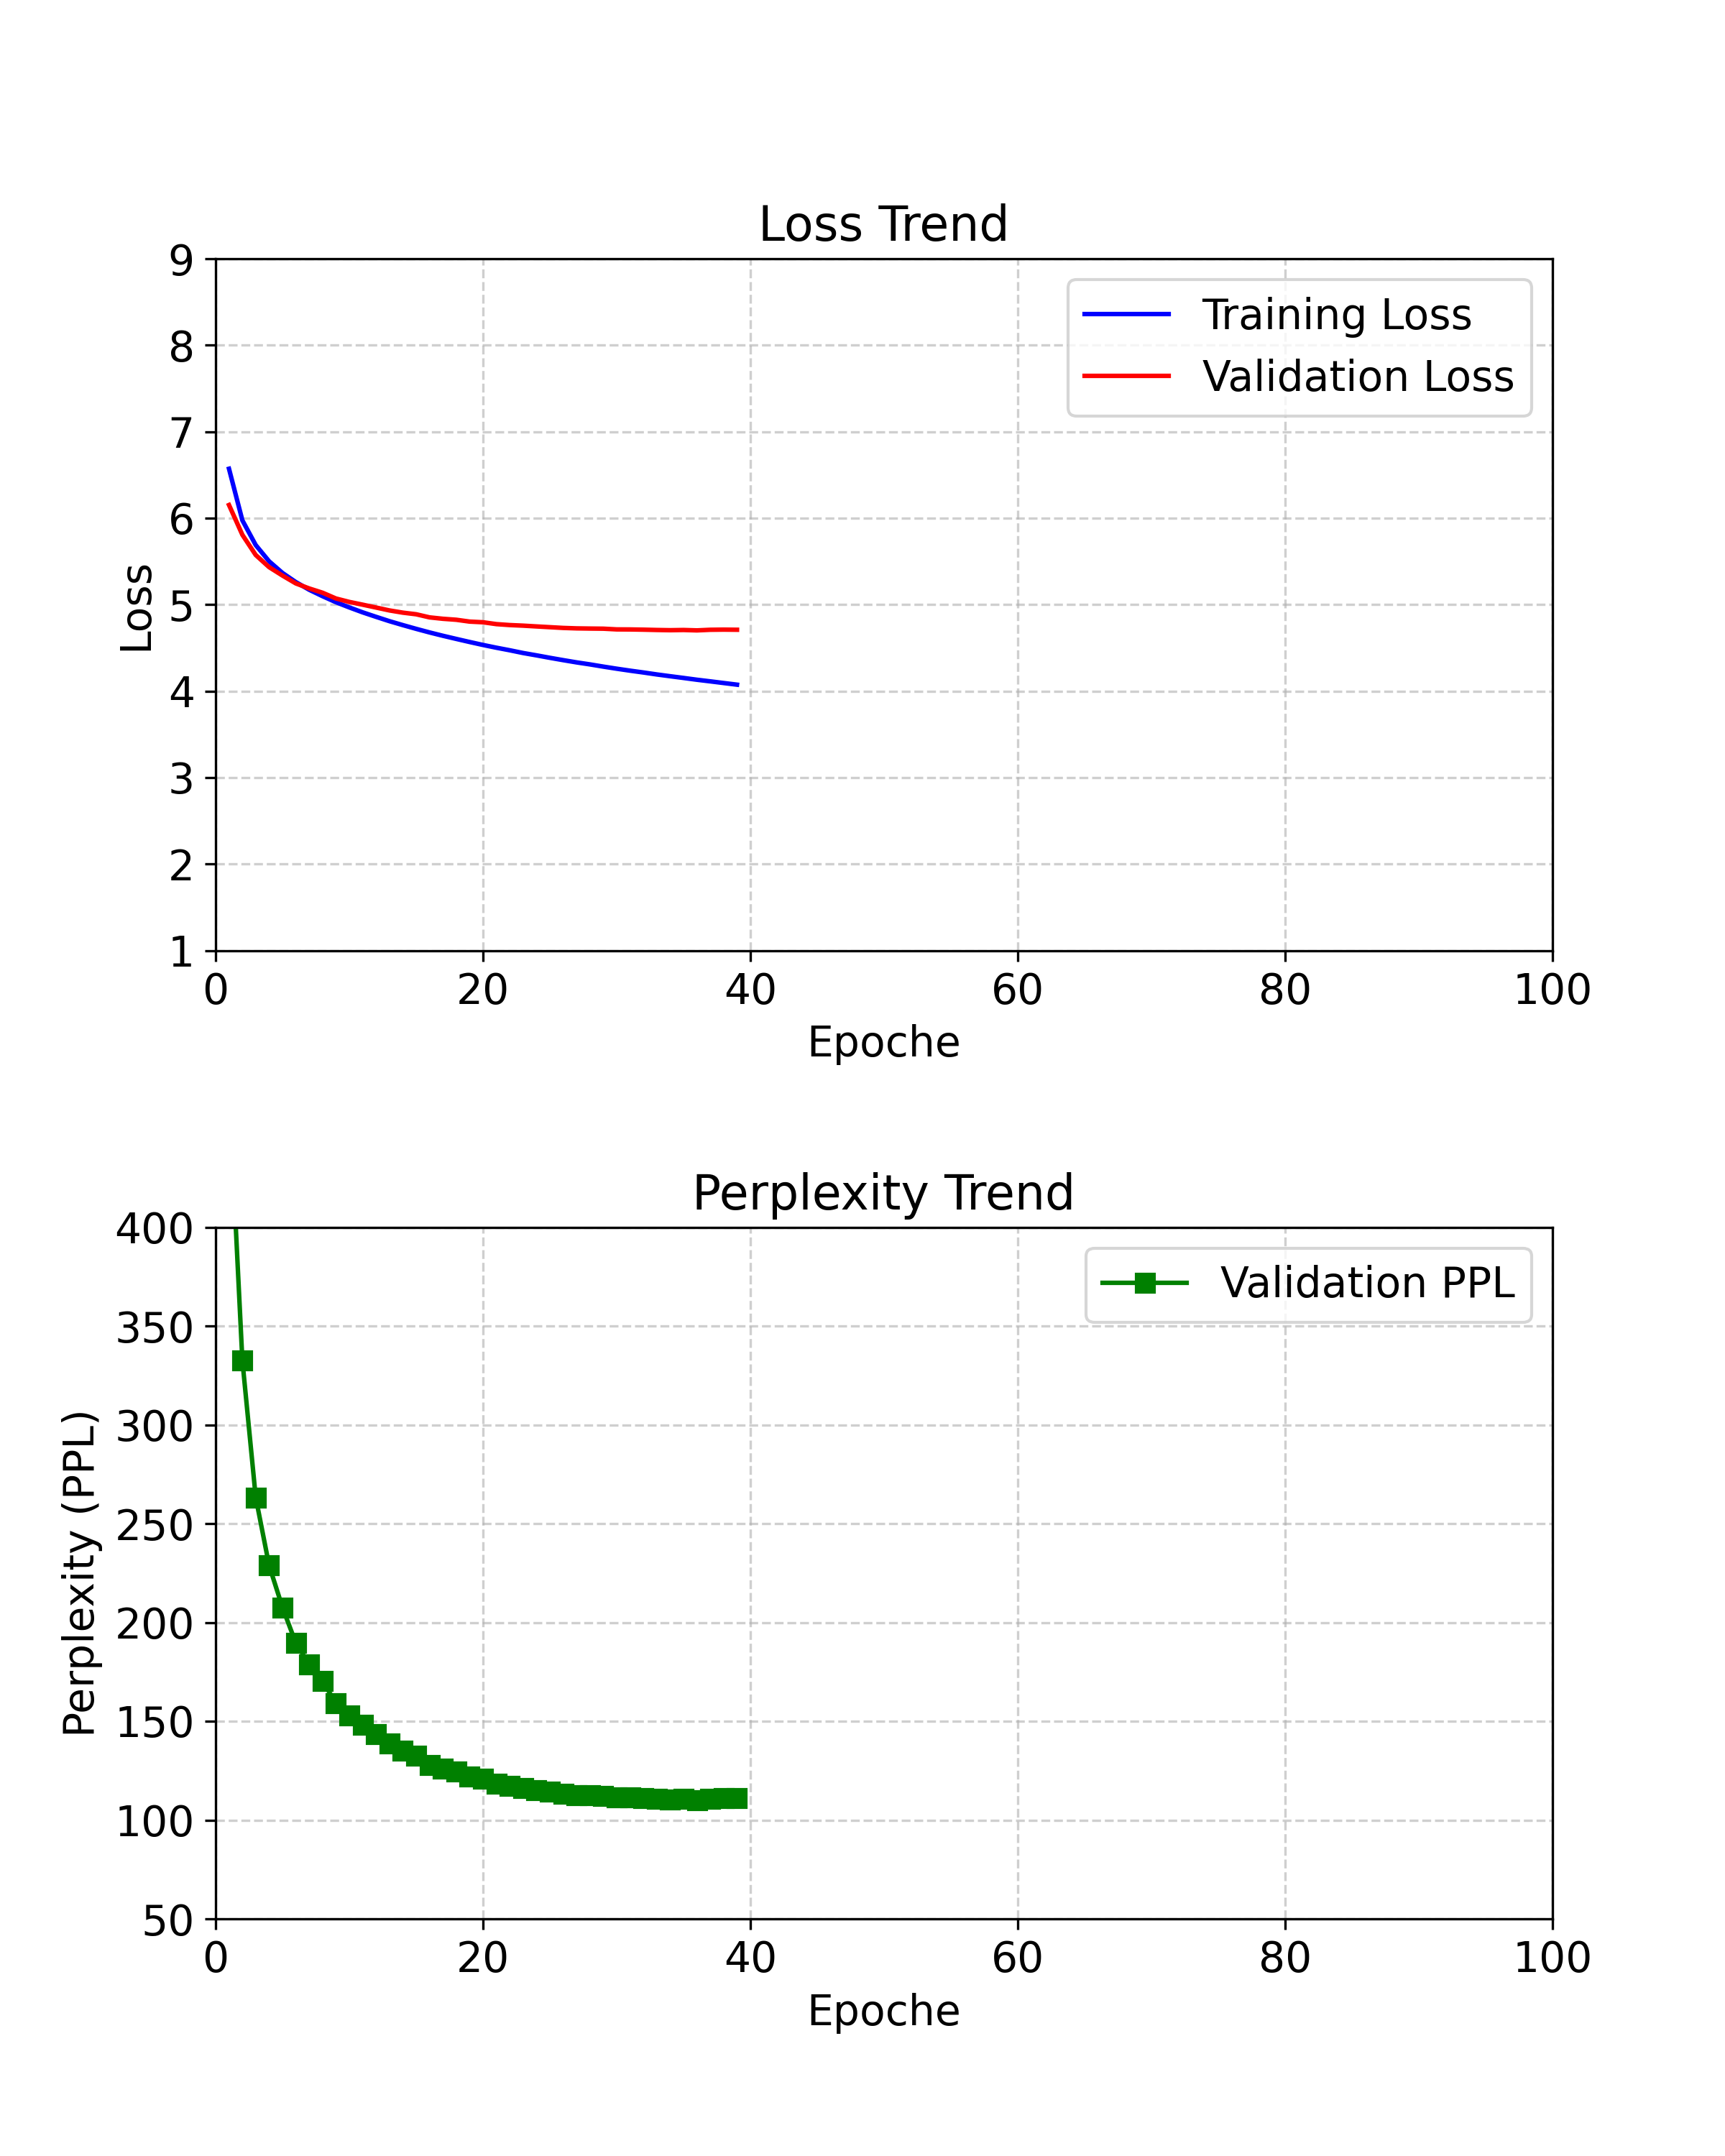 Loss Trend
9
8
7
6
5
4
3
2
1
Loss
Training Loss
Validation Loss
0 20 40 60 80 100
Epoche
Perplexity Trend
400
350
300
250
200
150
100
50
Perplexity (PPL)
Validation PPL
0 20 40 60 80 100
Epoche